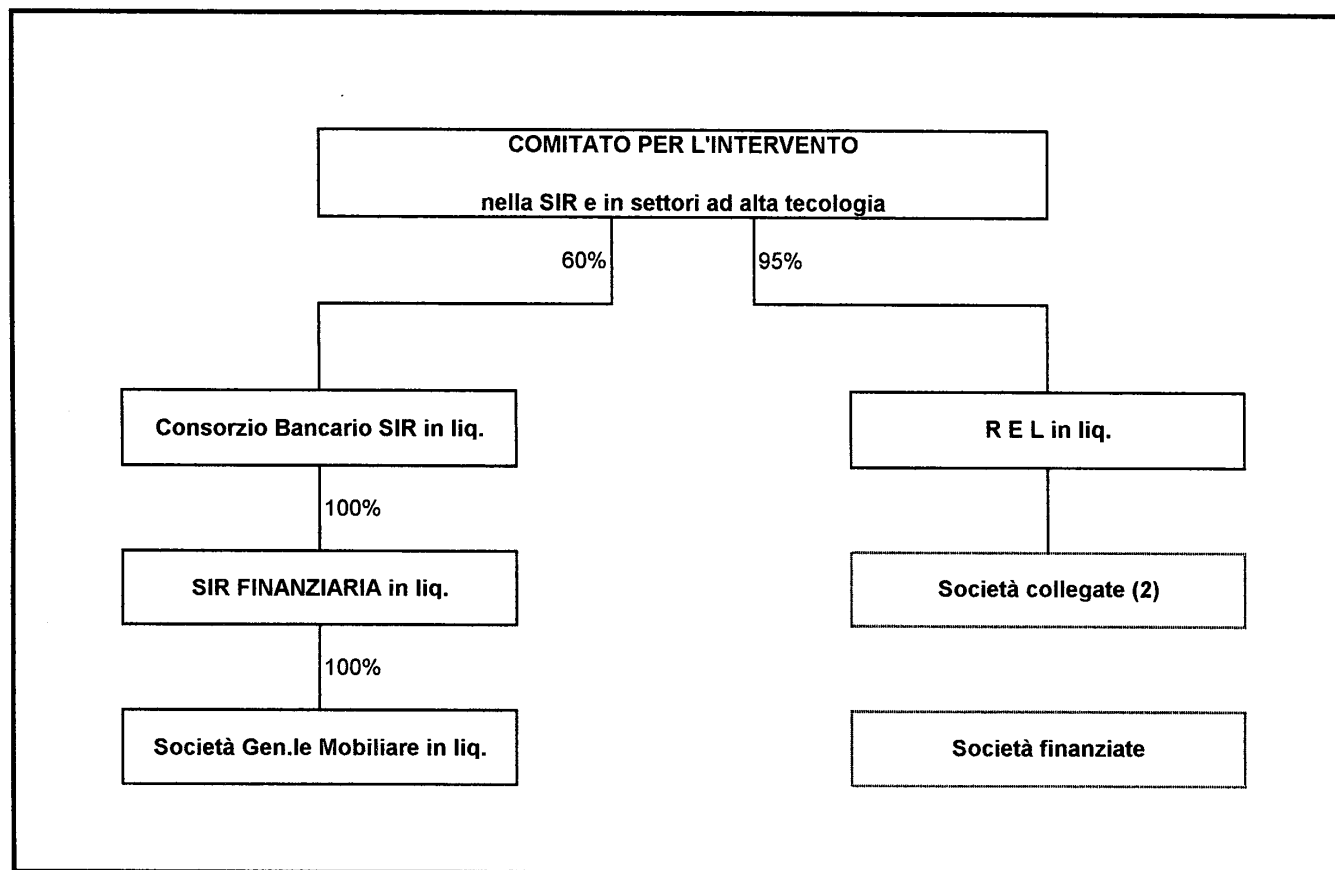 COMITATO PER L'INTERVENTO
nella SIR e in settori ad alta tecologia
60%
95%
Consorzio Bancario SIR in liq.
R E L in liq.
100%
SIR FINANZIARIA in liq.
Società collegate (2)
100%
Società Gen.le Mobiliare in liq.
Società finanziate